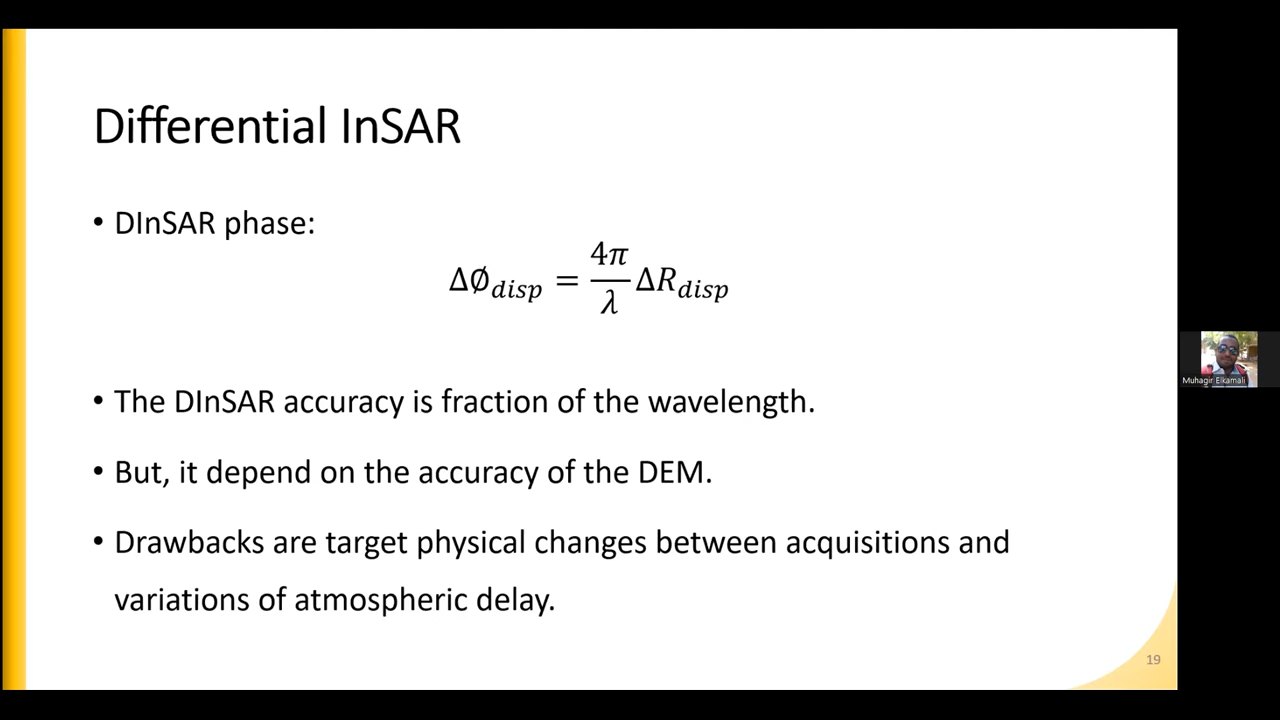 Differential InSAR
• DInSAR phase:
Δ∅disp = 4π/λ ΔRdisp
• The DInSAR accuracy is fraction of the wavelength.
• But, it depend on the accuracy of the DEM.
• Drawbacks are target physical changes between acquisitions and
variations of atmospheric delay.
Muhagir Elkamali
19